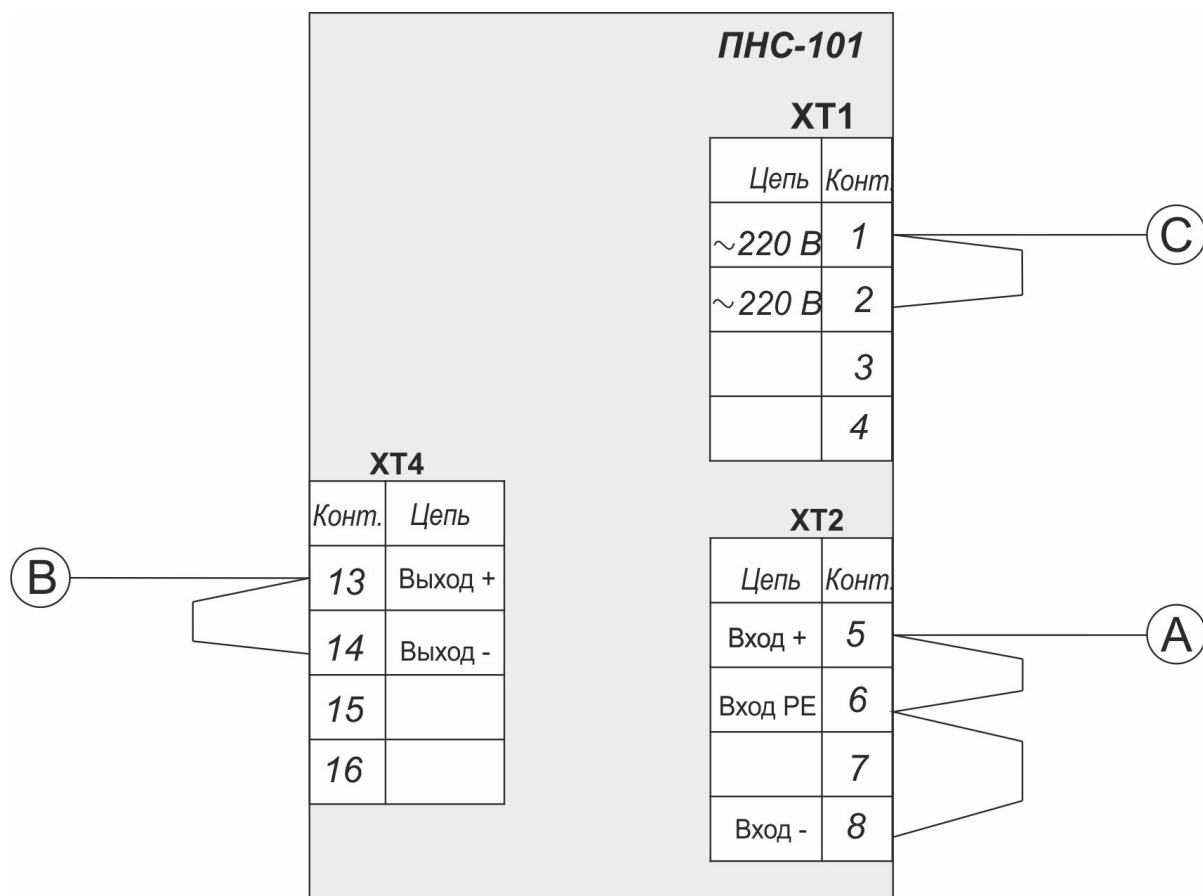 ПНС-101
XT1
Цепь Конт.
~220 В 1
~220 В 2
3
4
C
XT4
Конт. Цепь
13 Выход +
14 Выход -
15
16
B
XT2
Цепь Конт.
Вход + 5
Вход PE 6
7
Вход - 8
A